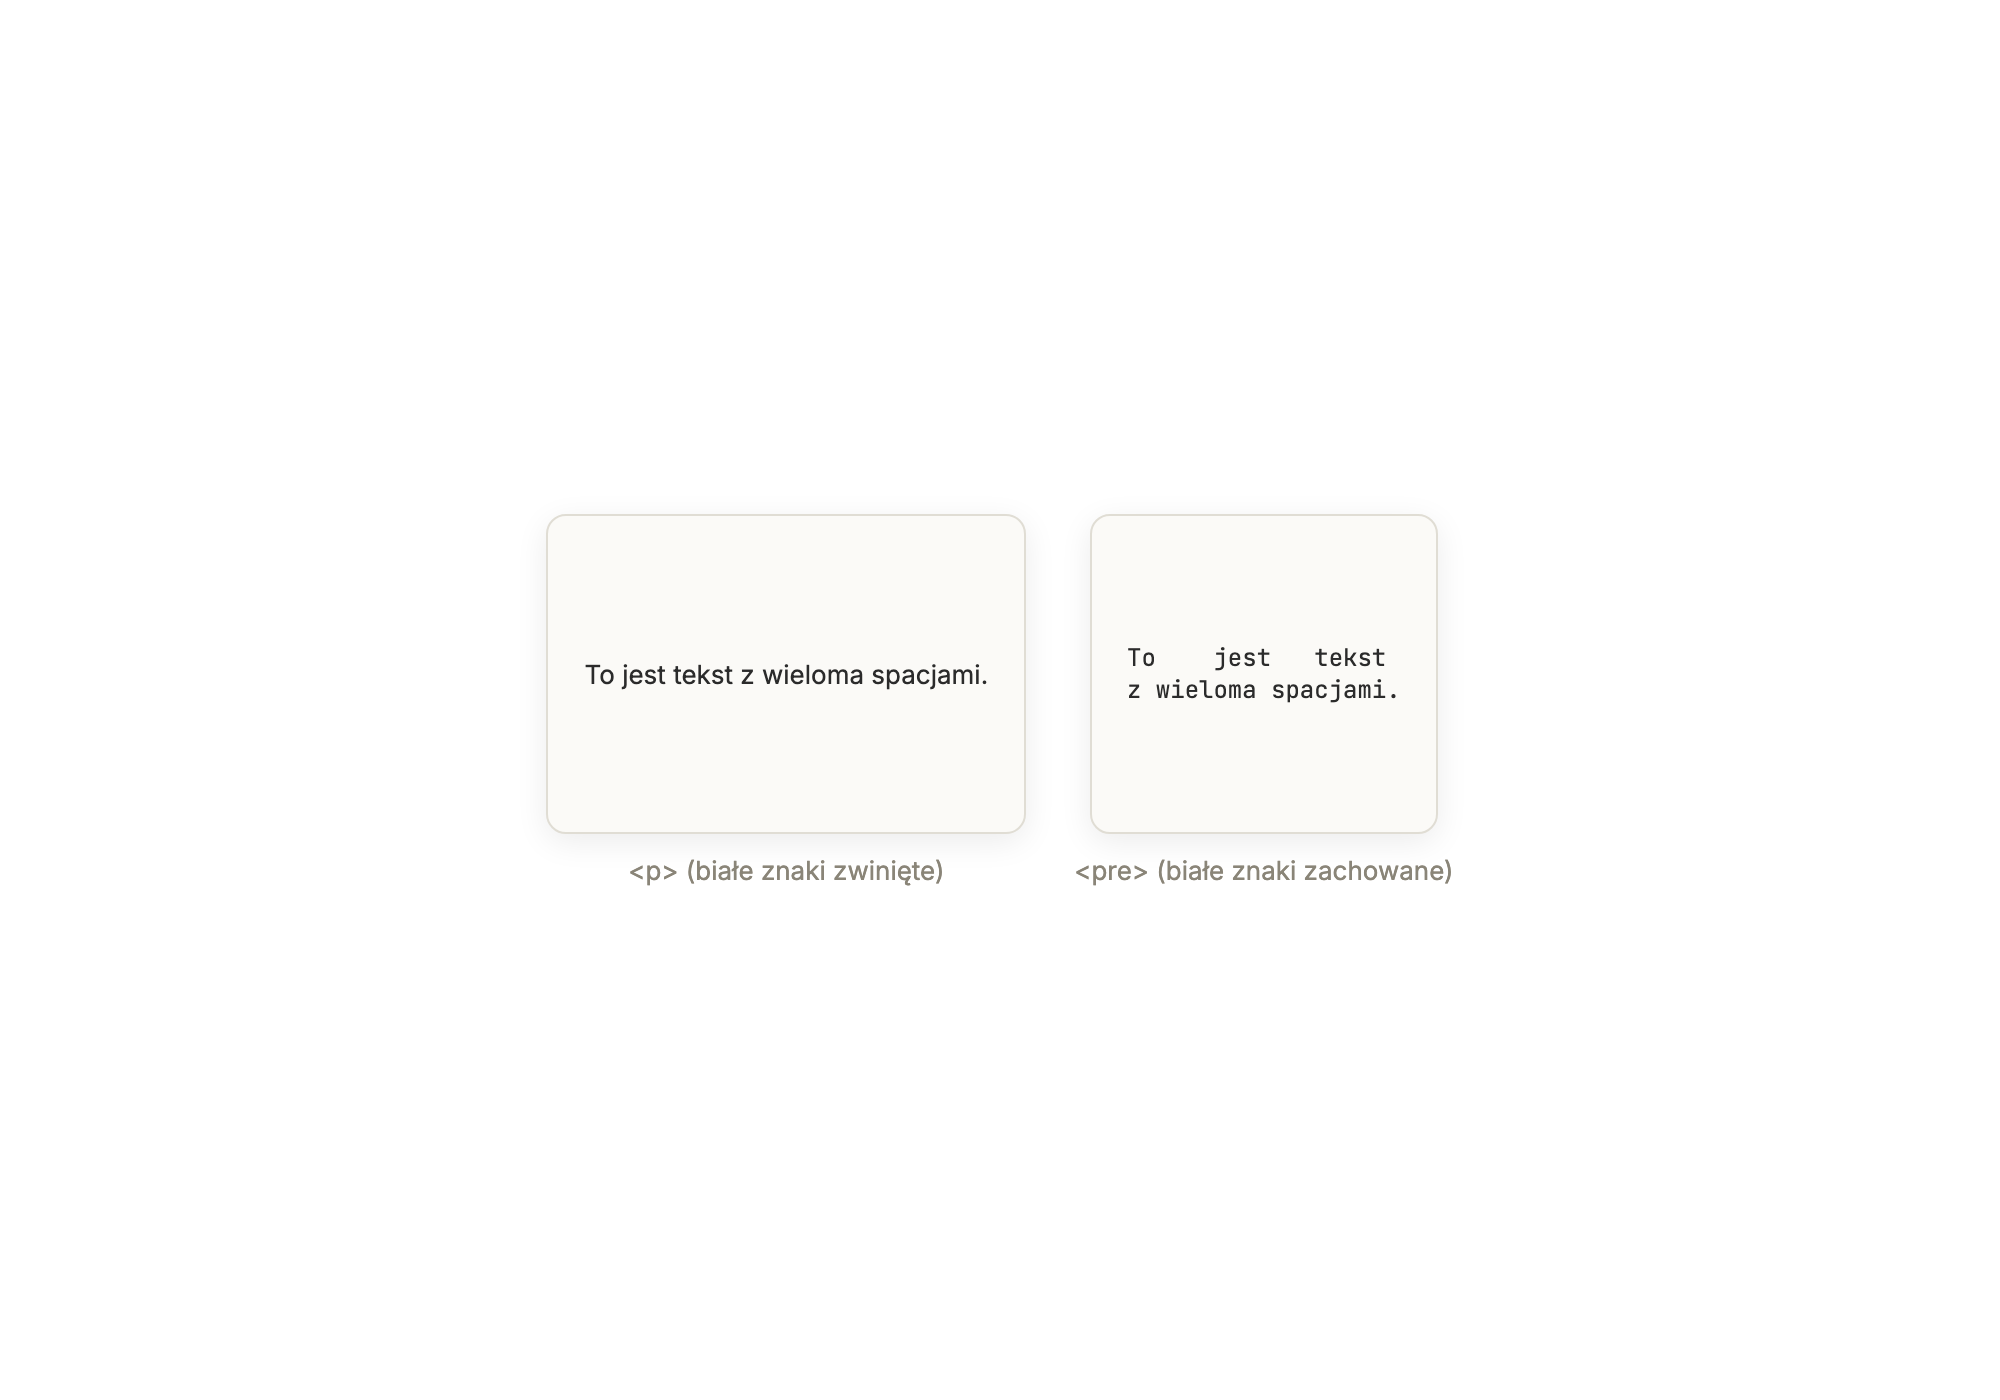 To jest tekst z wieloma spacjami.
<p> (białe znaki zwinięte)
To    jest   tekst
z wieloma spacjami.
<pre> (białe znaki zachowane)